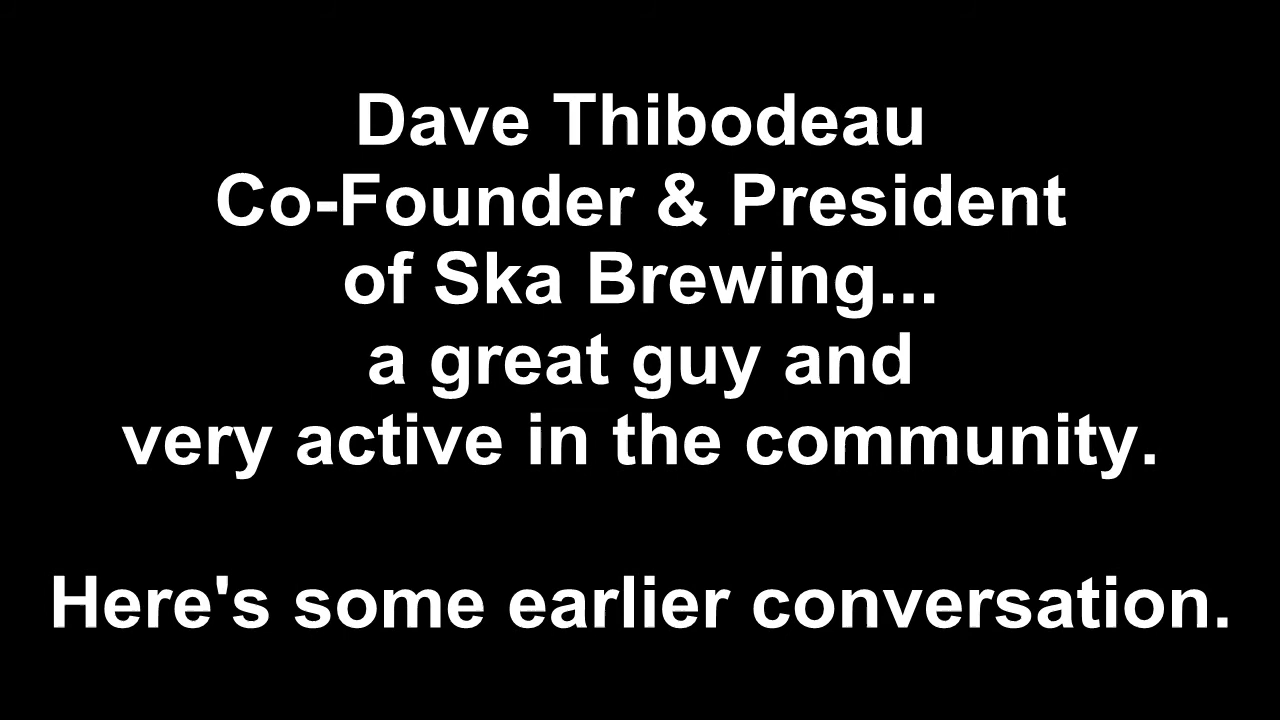 Dave Thibodeau
Co-Founder & President
of Ska Brewing...
a great guy and
very active in the community.
Here's some earlier conversation.